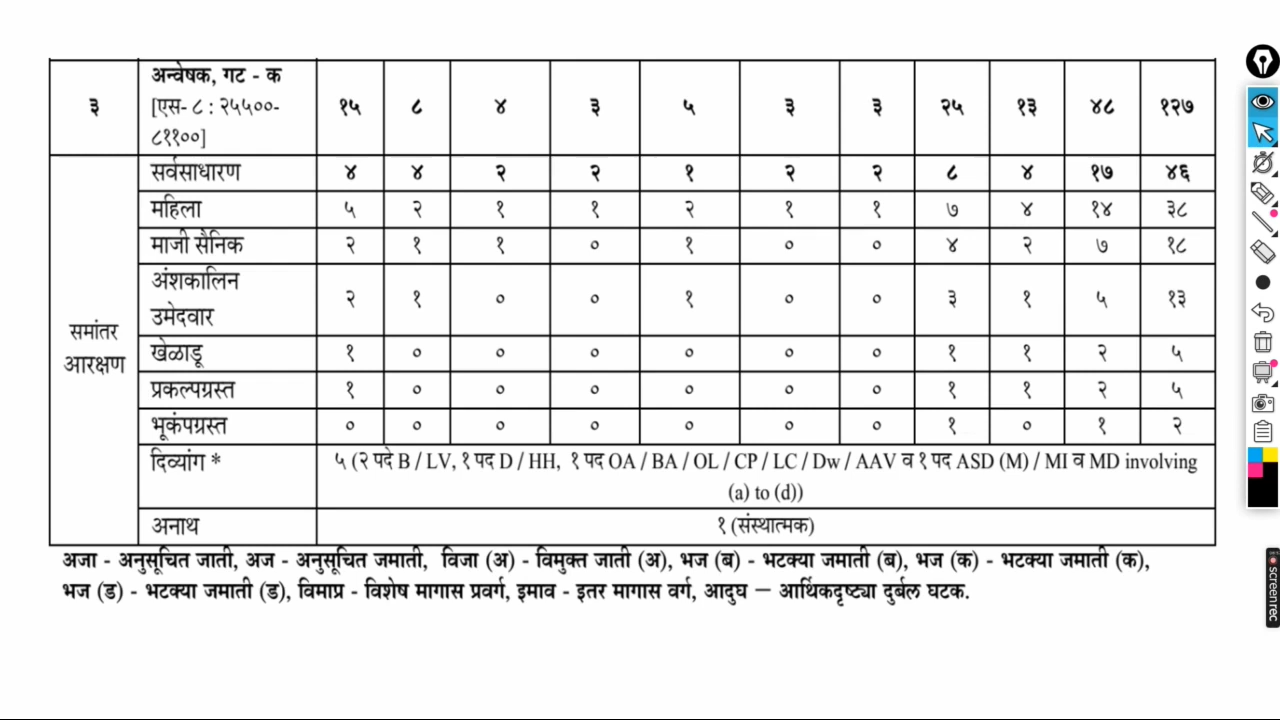 ३ अन्वेषक, गट - क [एस- ८ : २५५००- ८११००] १५ ८ ४ ३ ५ ३ ३ २५ १३ ४८ १२७
समांतर आरक्षण
सर्वसाधारण ४ ४ २ २ १ २ २ ८ ४ १७ ४६
महिला ५ २ १ १ २ १ १ ७ ४ १४ ३८
माजी सैनिक २ १ १ ० १ ० ० ४ २ ७ १८
अंशकालिन उमेदवार २ १ ० ० १ ० ० ३ १ ५ १३
खेळाडू १ ० ० ० ० ० ० १ १ २ ५
प्रकल्पग्रस्त १ ० ० ० ० ० ० १ १ २ ५
भूकंपग्रस्त ० ० ० ० ० ० ० १ ० १ २
दिव्यांग * ५ (२ पदे B / LV, १ पद D / HH, १ पद OA / BA / OL / CP / LC / Dw / AAV व १ पद ASD (M) / MI व MD involving
(a) to (d))
अनाथ १ (संस्थात्मक)
अजा - अनुसूचित जाती, अज - अनुसूचित जमाती, विजा (अ) - विमुक्त जाती (अ), भज (ब) - भटक्या जमाती (ब), भज (क) - भटक्या जमाती (क),
भज (ड) - भटक्या जमाती (ड), विमाप्र - विशेष मागास प्रवर्ग, इमाव - इतर मागास वर्ग, आदुघ – आर्थिकदृष्ट्या दुर्बल घटक.
screenrec